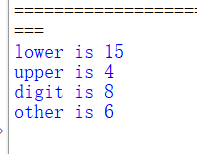 ===================
===
lower is 15
upper is 4
digit is 8
other is 6